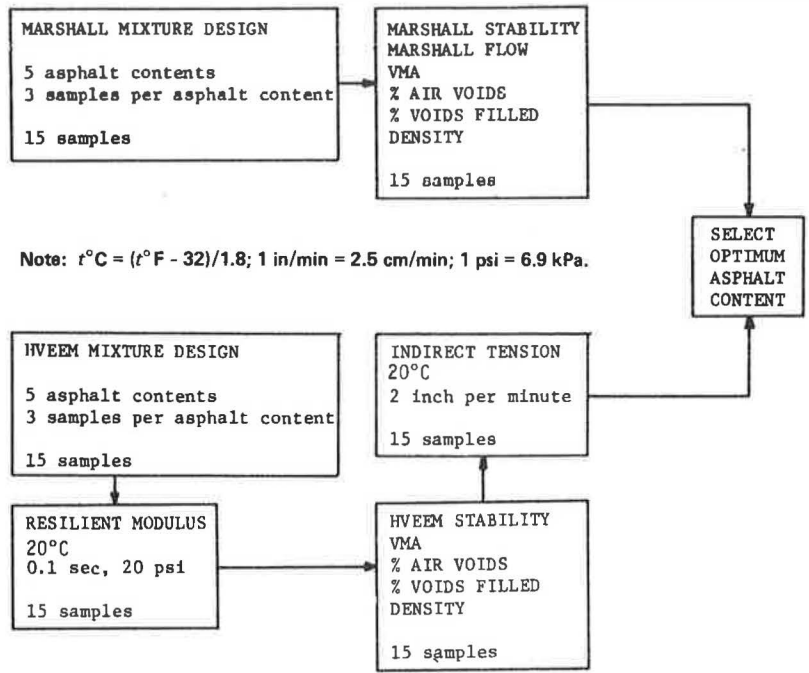 MARSHALL MIXTURE DESIGN
5 asphalt contents
3 samples per asphalt content
15 samples
MARSHALL STABILITY
MARSHALL FLOW
VMA
% AIR VOIDS
% VOIDS FILLED
DENSITY
15 samples
SELECT
OPTIMUM
ASPHALT
CONTENT
Note: t°C = (t°F - 32)/1.8; 1 in/min = 2.5 cm/min; 1 psi = 6.9 kPa.
HVEEM MIXTURE DESIGN
5 asphalt contents
3 samples per asphalt content
15 samples
RESILIENT MODULUS
20°C
0.1 sec, 20 psi
15 samples
HVEEM STABILITY
VMA
% AIR VOIDS
% VOIDS FILLED
DENSITY
15 samples
INDIRECT TENSION
20°C
2 inch per minute
15 samples